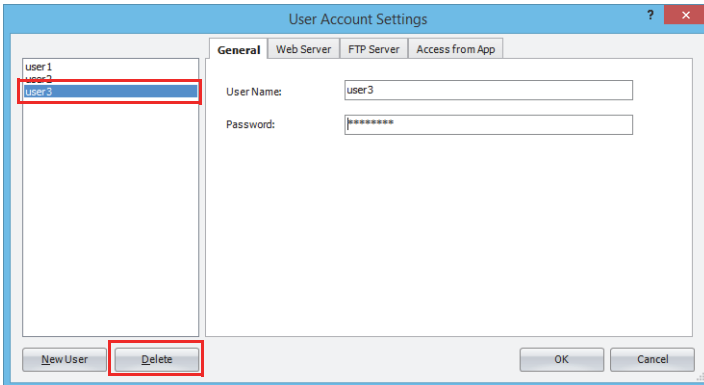 User Account Settings
?
General Web Server FTP Server Access from App
user1
user2
user3
User Name: user3
Password: ********
New User Delete OK Cancel